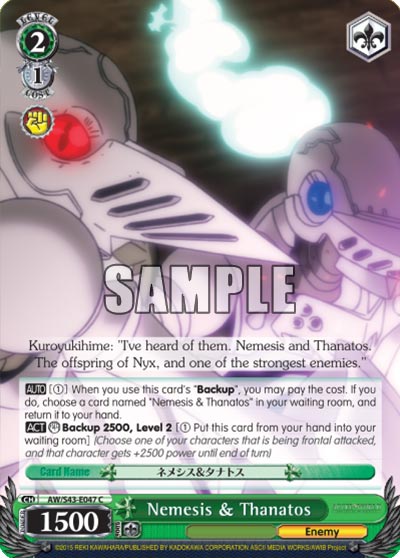 LEVEL
2
1
COST
SAMPLE
Kuroyukihime: "I've heard of them. Nemesis and Thanatos.
The offspring of Nyx, and one of the strongest enemies."
AUTO [①] When you use this card's "Backup", you may pay the cost. If you
do, choose a card named "Nemesis & Thanatos" in your waiting room, and
return it to your hand.
ACT Backup 2500, Level 2 [① Put this card from your hand into your
waiting room] (Choose one of your characters that is being frontal attacked,
and that character gets +2500 power until end of turn)
Card Name ネメシス&タナトス
CH AW/S43-E047 C
1500 Nemesis & Thanatos
Enemy
©2015 REKI KAWAHARA/PUBLISHED BY KADOKAWA CORPORATION ASCII MEDIA WORKS/AWIB Project